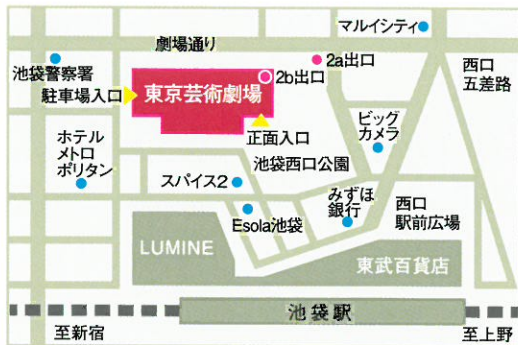 マルイシティ
劇場通り
2a出口
西口
五差路
池袋警察署
2b出口
駐車場入口
東京芸術劇場
ビッグ
カメラ
正面入口
ホテル
メトロ
ポリタン
池袋西口公園
スパイス2
みずほ
銀行
西口
駅前広場
Esola池袋
LUMINE
東武百貨店
池袋駅
至新宿
至上野